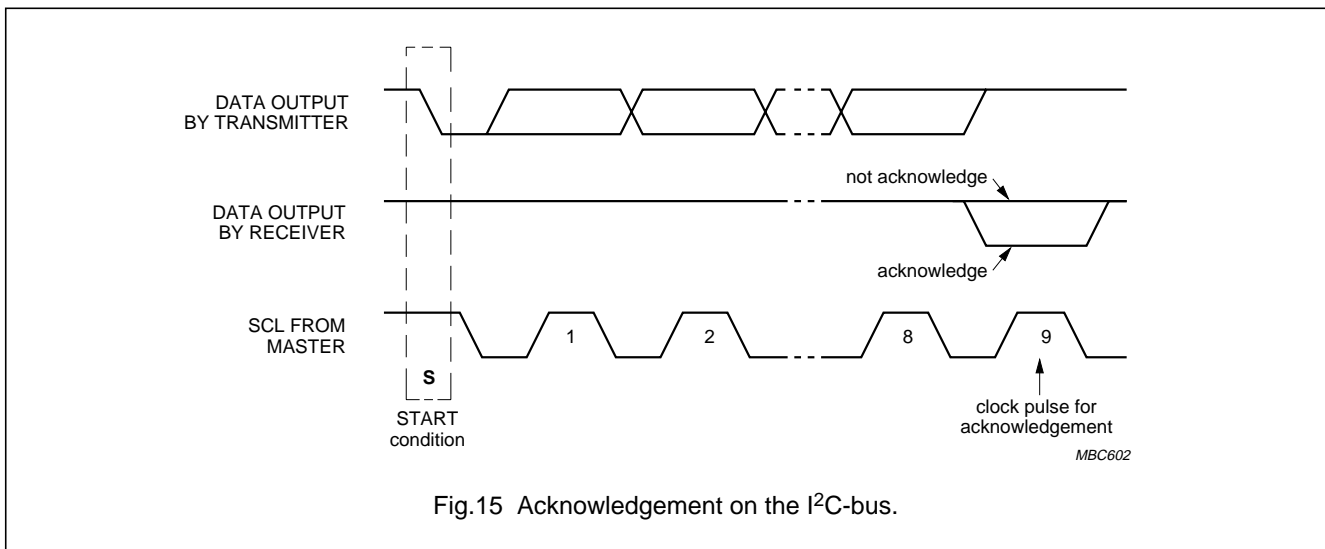 DATA OUTPUT
BY TRANSMITTER
not acknowledge
DATA OUTPUT
BY RECEIVER
acknowledge
SCL FROM
MASTER
1
2
8
9
S
START
condition
clock pulse for
acknowledgement
MBC602
Fig.15 Acknowledgement on the I²C-bus.